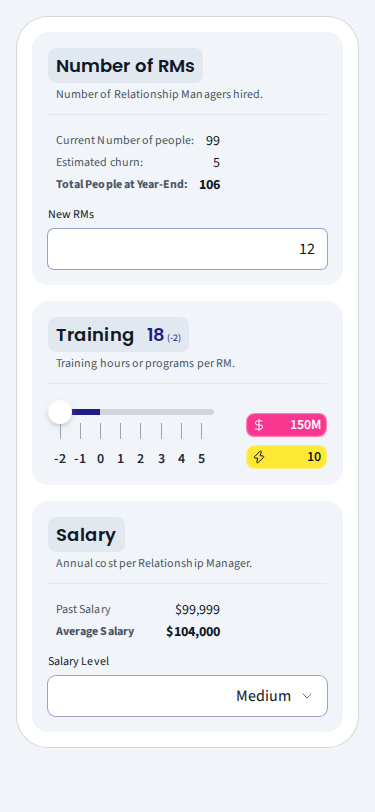 Number of RMs
Number of Relationship Managers hired.
Current Number of people: 99
Estimated churn: 5
Total People at Year-End: 106
New RMs
12
Training 18 (-2)
Training hours or programs per RM.
-2 -1 0 1 2 3 4 5
$ 150M
10
Salary
Annual cost per Relationship Manager.
Past Salary $99,999
Average Salary $104,000
Salary Level
Medium